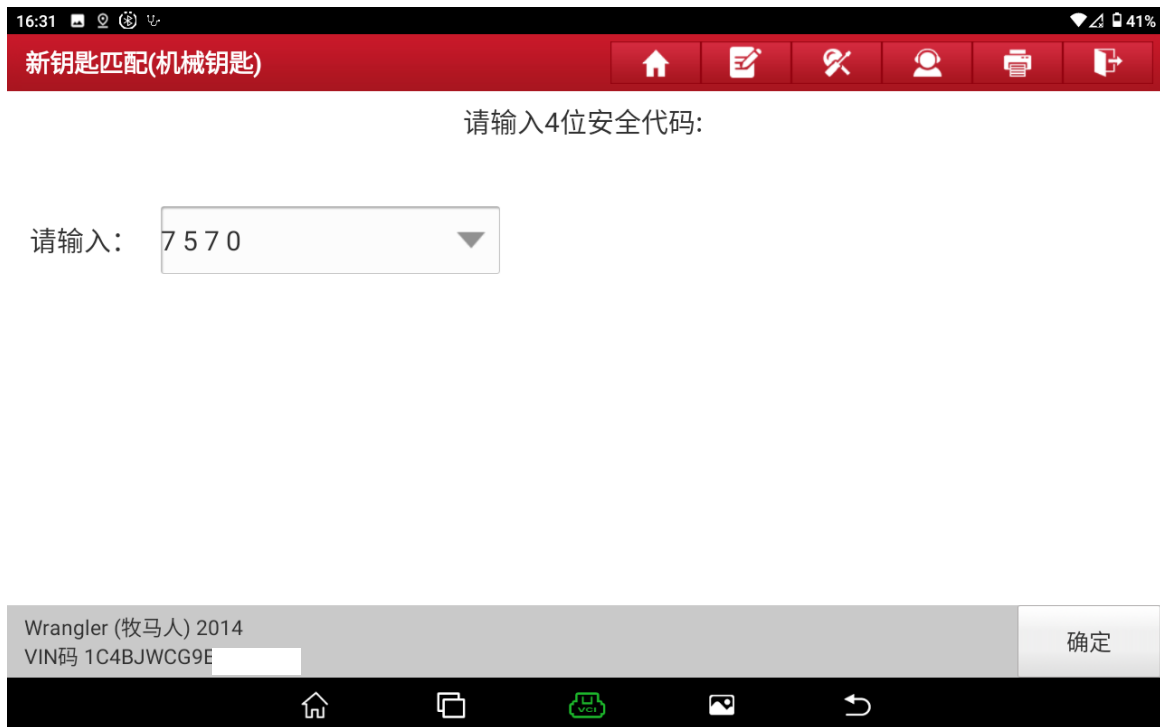 16:31 41%
新钥匙匹配(机械钥匙)
请输入4位安全代码:
请输入： 7570
Wrangler (牧马人) 2014
VIN码 1C4BJWCG9E
确定
VCI